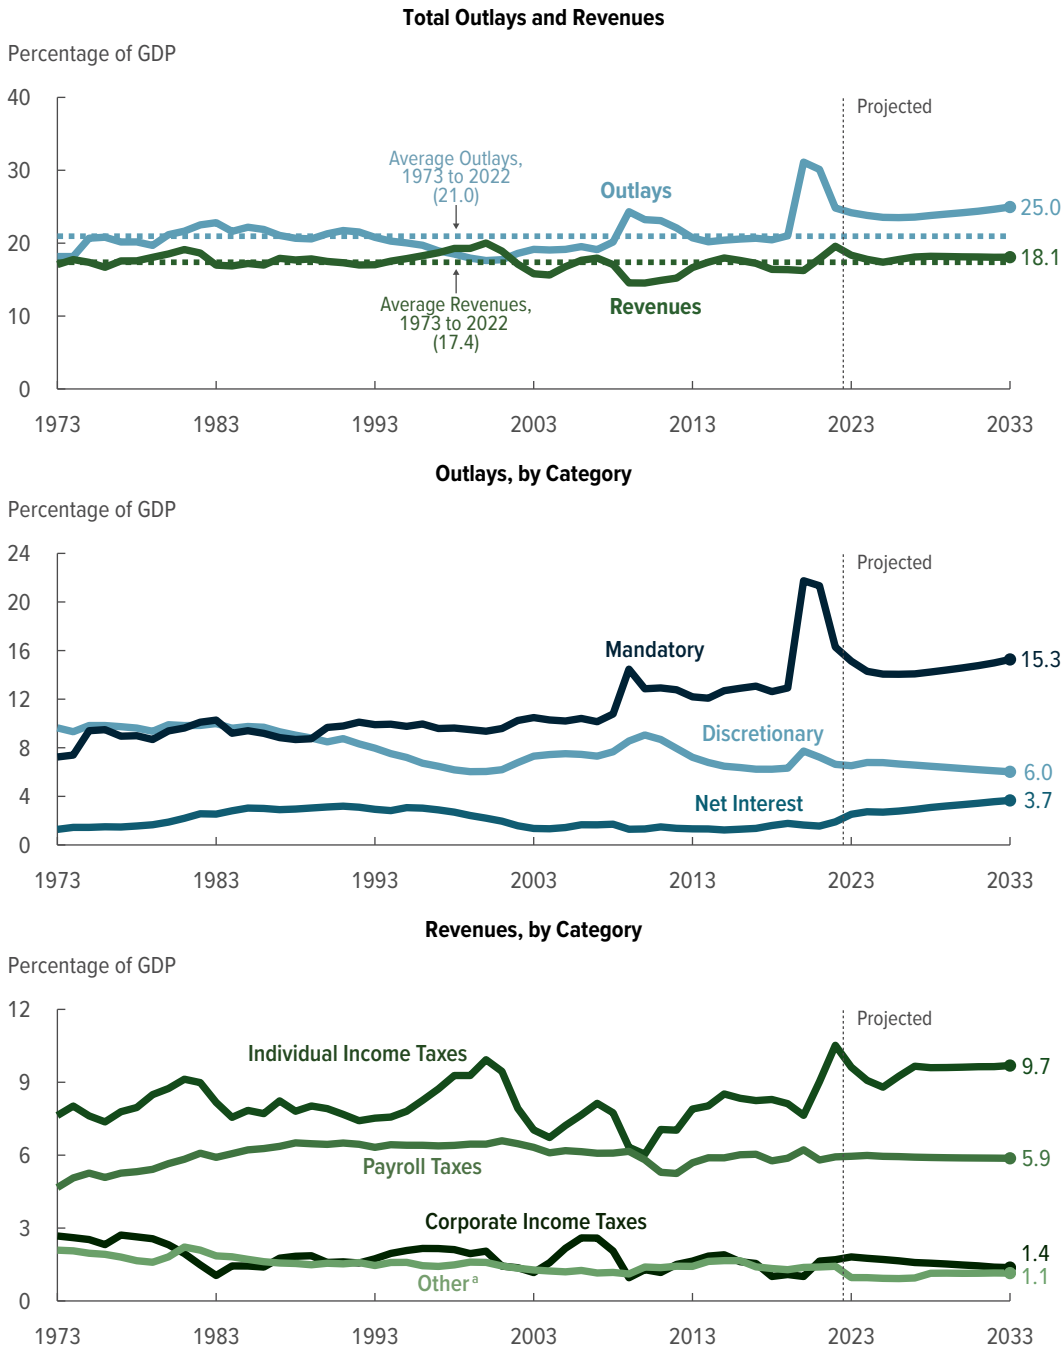 Total Outlays and Revenues
Percentage of GDP
40
30
20
10
0
Projected
Average Outlays,
1973 to 2022
(21.0)
Outlays
25.0
18.1
Average Revenues,
1973 to 2022
(17.4)
Revenues
1973 1983 1993 2003 2013 2023 2033
Outlays, by Category
Percentage of GDP
24
20
16
12
8
4
0
Projected
Mandatory
15.3
Discretionary
6.0
Net Interest
3.7
1973 1983 1993 2003 2013 2023 2033
Revenues, by Category
Percentage of GDP
12
9
6
3
0
Projected
Individual Income Taxes
9.7
Payroll Taxes
5.9
Corporate Income Taxes
1.4
Other a
1.1
1973 1983 1993 2003 2013 2023 2033